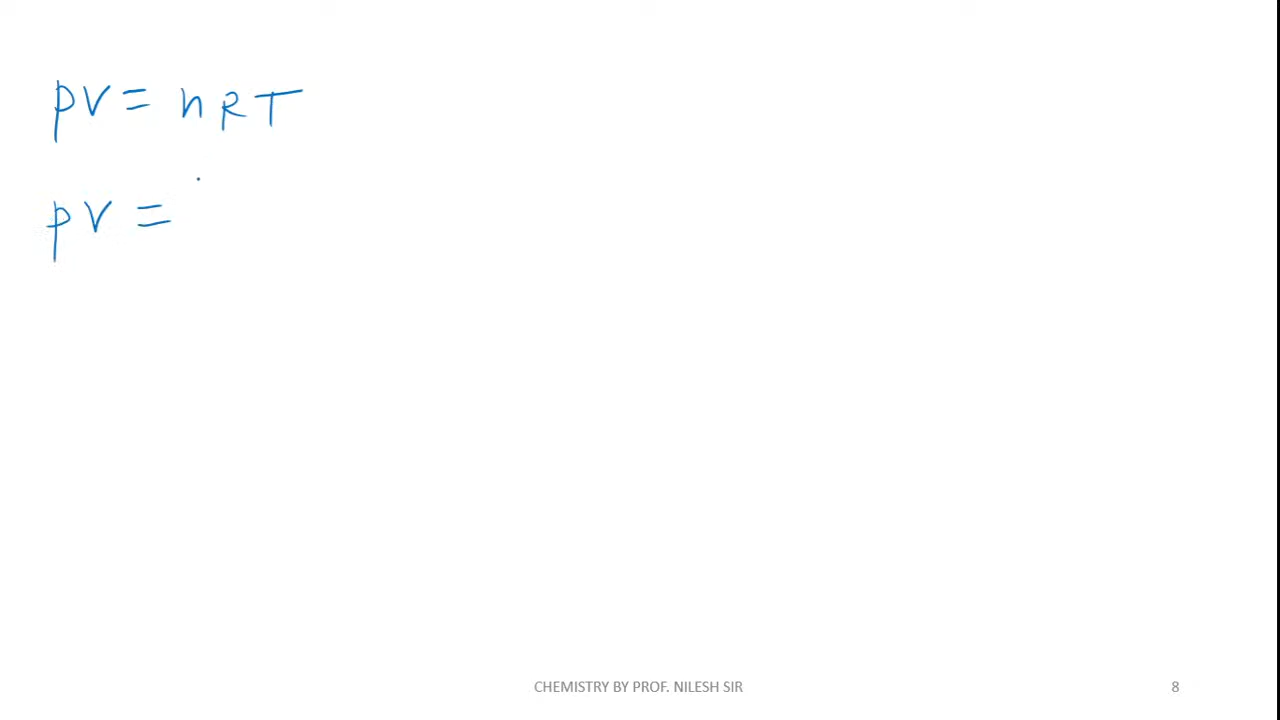 PV = nRT
PV =
CHEMISTRY BY PROF. NILESH SIR
8